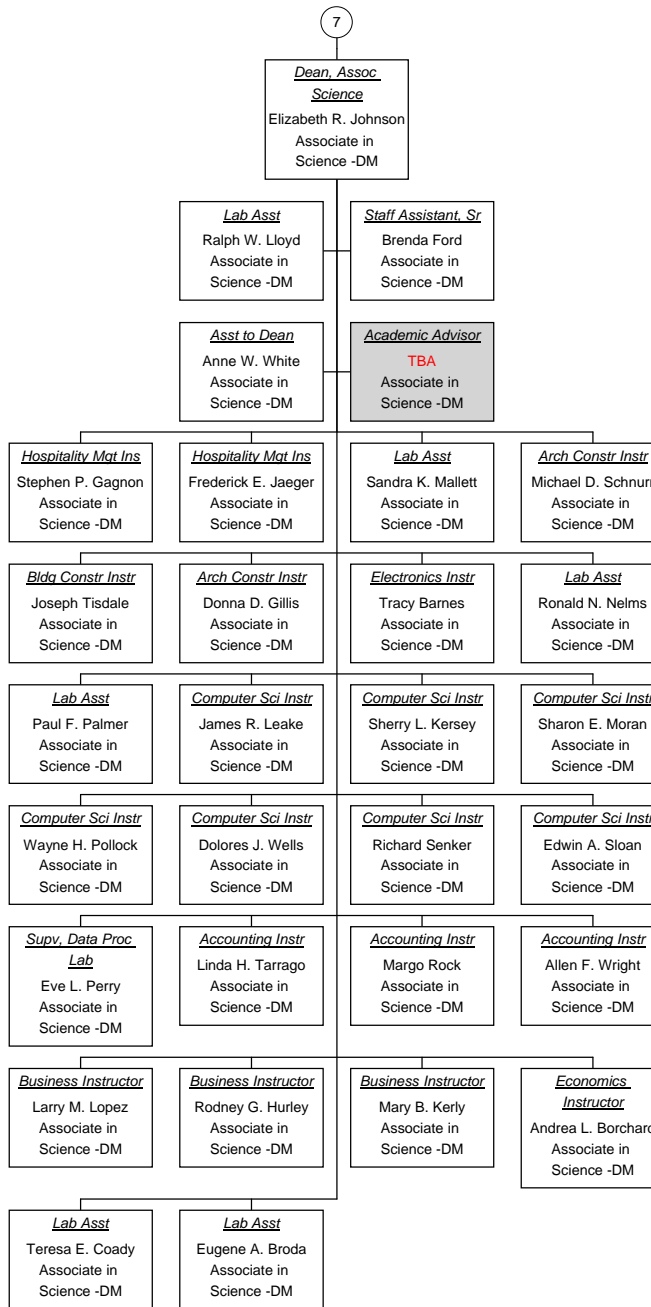 7
Dean, Assoc
Science
Elizabeth R. Johnson
Associate in
Science -DM
Lab Asst
Ralph W. Lloyd
Associate in
Science -DM
Staff Assistant, Sr
Brenda Ford
Associate in
Science -DM
Asst to Dean
Anne W. White
Associate in
Science -DM
Academic Advisor
TBA
Associate in
Science -DM
Hospitality Mgt Ins
Stephen P. Gagnon
Associate in
Science -DM
Hospitality Mgt Ins
Frederick E. Jaeger
Associate in
Science -DM
Lab Asst
Sandra K. Mallett
Associate in
Science -DM
Arch Constr Instr
Michael D. Schnurr
Associate in
Science -DM
Bldg Constr Instr
Joseph Tisdale
Associate in
Science -DM
Arch Constr Instr
Donna D. Gillis
Associate in
Science -DM
Electronics Instr
Tracy Barnes
Associate in
Science -DM
Lab Asst
Ronald N. Nelms
Associate in
Science -DM
Lab Asst
Paul F. Palmer
Associate in
Science -DM
Computer Sci Instr
James R. Leake
Associate in
Science -DM
Computer Sci Instr
Sherry L. Kersey
Associate in
Science -DM
Computer Sci Instr
Sharon E. Moran
Associate in
Science -DM
Computer Sci Instr
Wayne H. Pollock
Associate in
Science -DM
Computer Sci Instr
Dolores J. Wells
Associate in
Science -DM
Computer Sci Instr
Richard Senker
Associate in
Science -DM
Computer Sci Instr
Edwin A. Sloan
Associate in
Science -DM
Supv, Data Proc
Lab
Eve L. Perry
Associate in
Science -DM
Accounting Instr
Linda H. Tarrago
Associate in
Science -DM
Accounting Instr
Margo Rock
Associate in
Science -DM
Accounting Instr
Allen F. Wright
Associate in
Science -DM
Business Instructor
Larry M. Lopez
Associate in
Science -DM
Business Instructor
Rodney G. Hurley
Associate in
Science -DM
Business Instructor
Mary B. Kerly
Associate in
Science -DM
Economics
Instructor
Andrea L. Borchard
Associate in
Science -DM
Lab Asst
Teresa E. Coady
Associate in
Science -DM
Lab Asst
Eugene A. Broda
Associate in
Science -DM